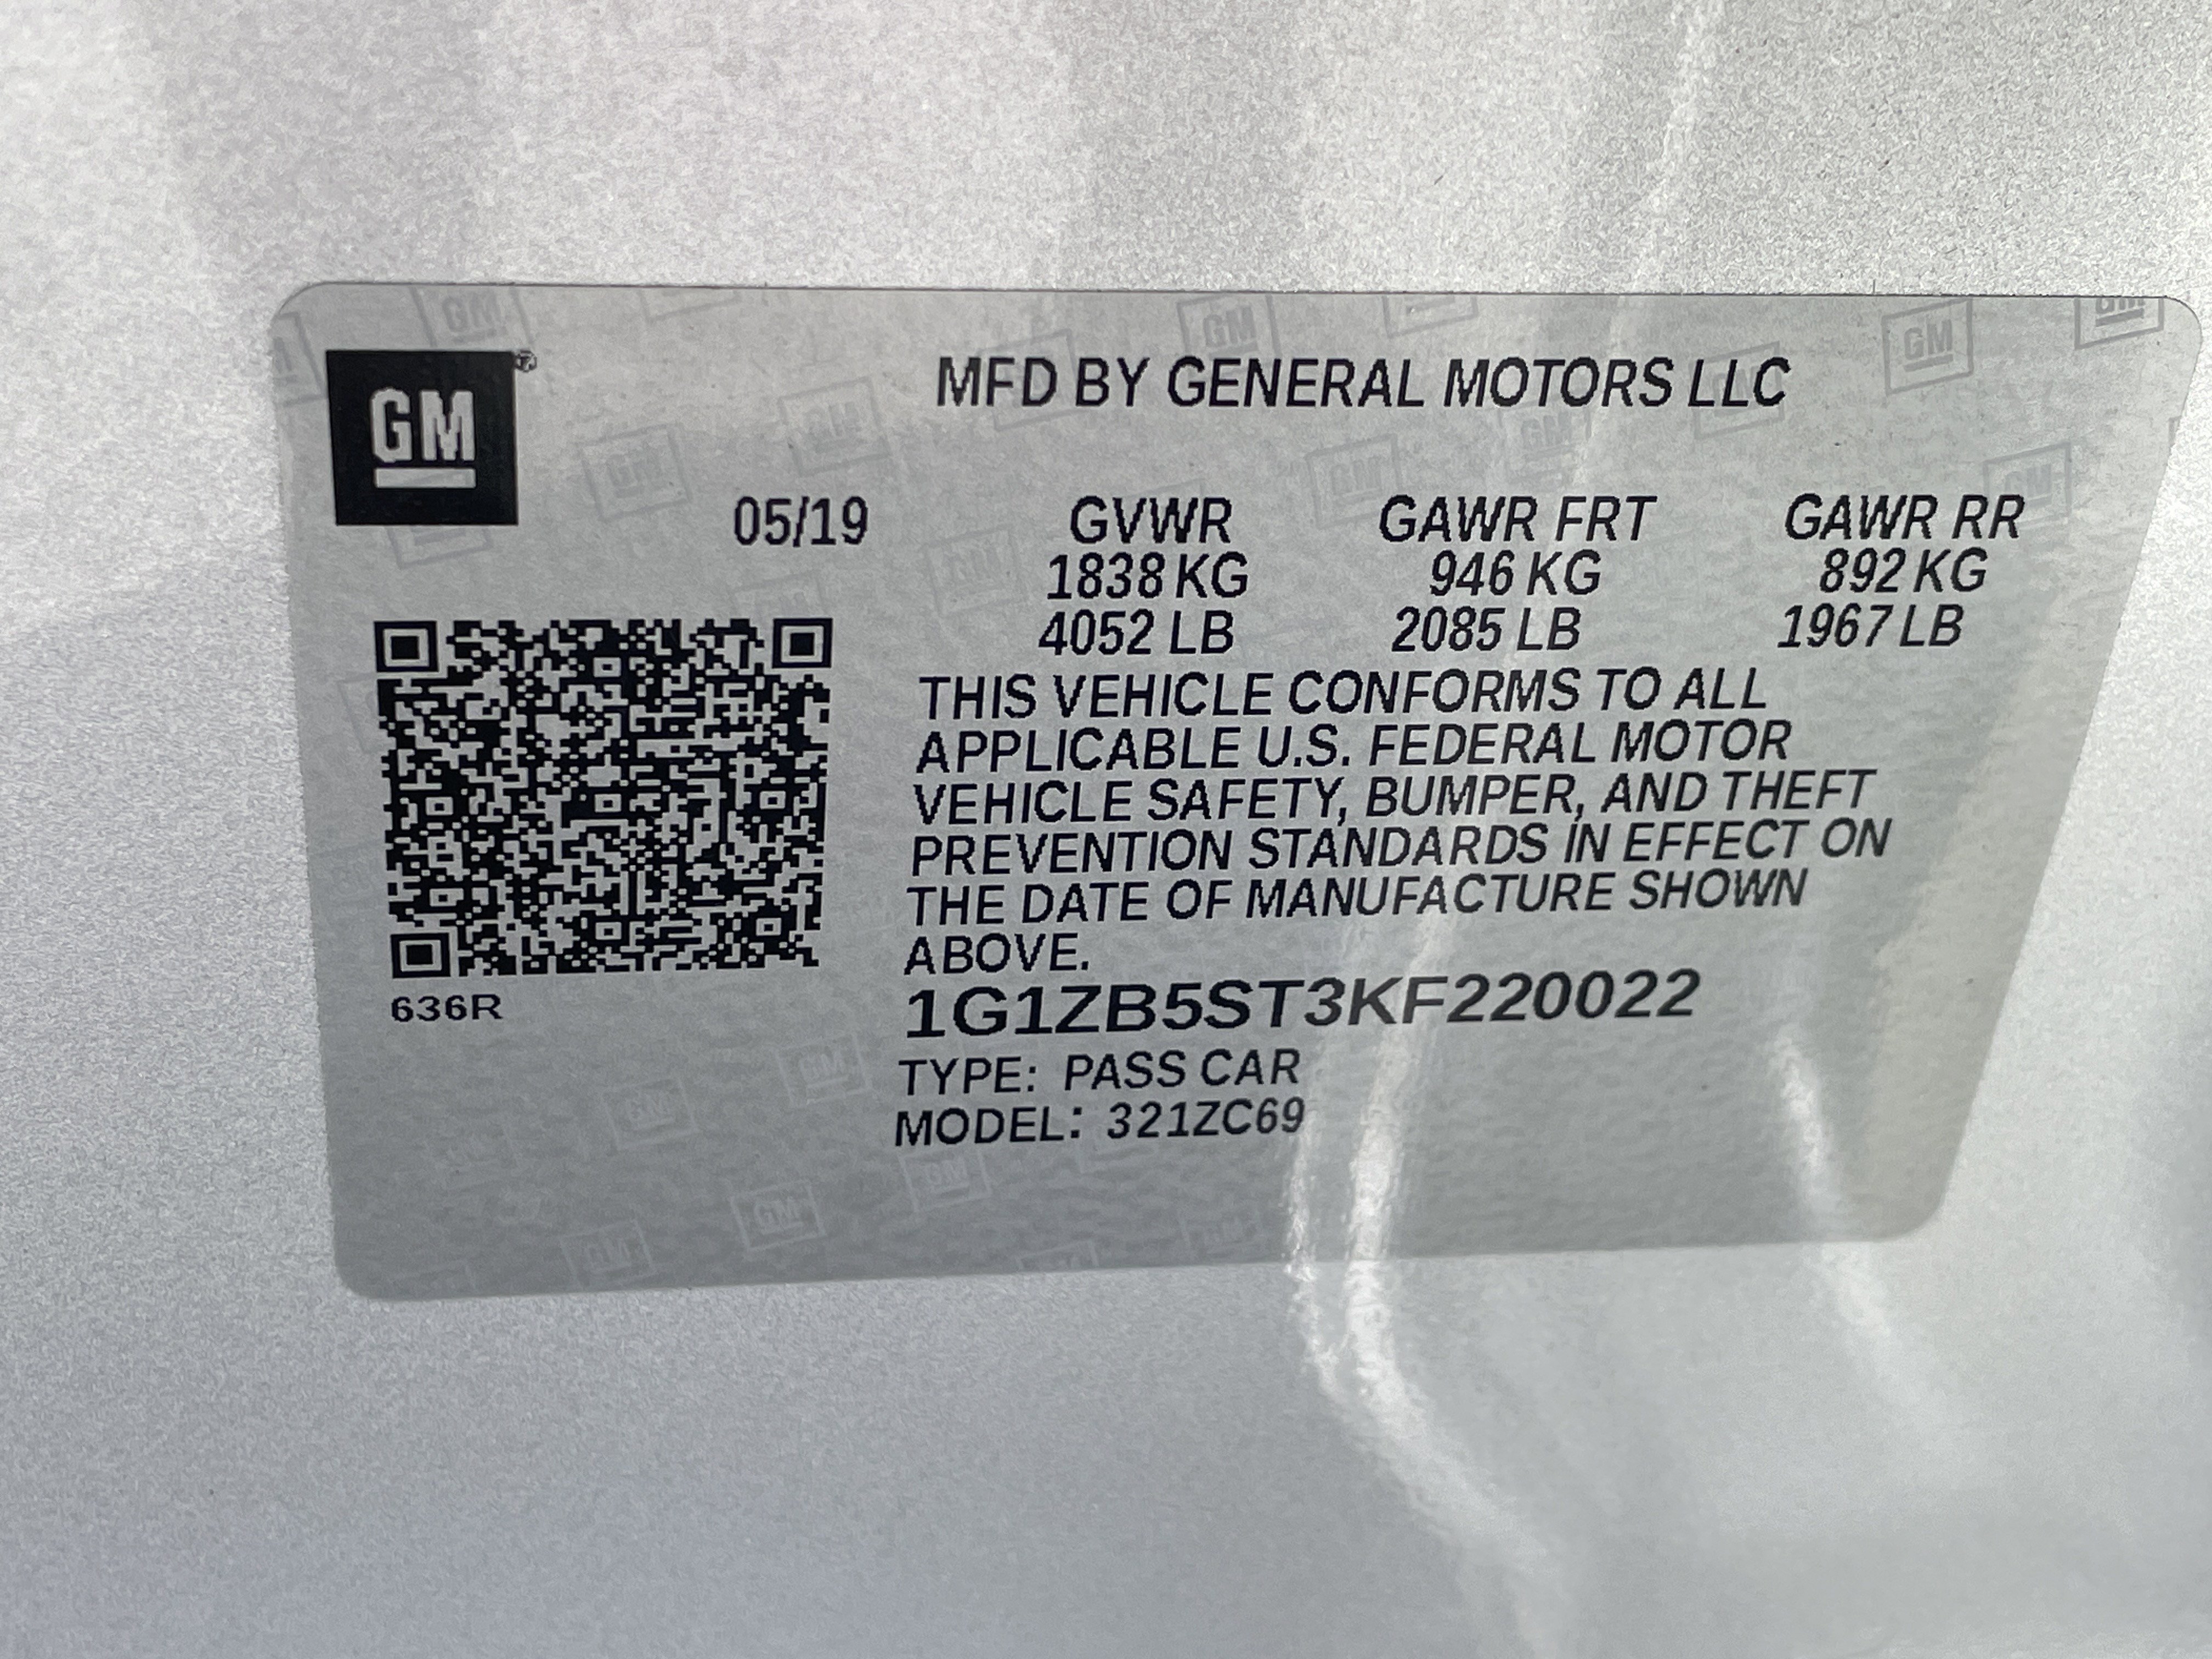 GM®
MFD BY GENERAL MOTORS LLC
05/19 GVWR GAWR FRT GAWR RR
1838 KG 946 KG 892 KG
4052 LB 2085 LB 1967 LB
THIS VEHICLE CONFORMS TO ALL
APPLICABLE U.S. FEDERAL MOTOR
VEHICLE SAFETY, BUMPER, AND THEFT
PREVENTION STANDARDS IN EFFECT ON
THE DATE OF MANUFACTURE SHOWN
ABOVE.
636R
1G1ZB5ST3KF220022
TYPE: PASS CAR
MODEL: 321ZC69